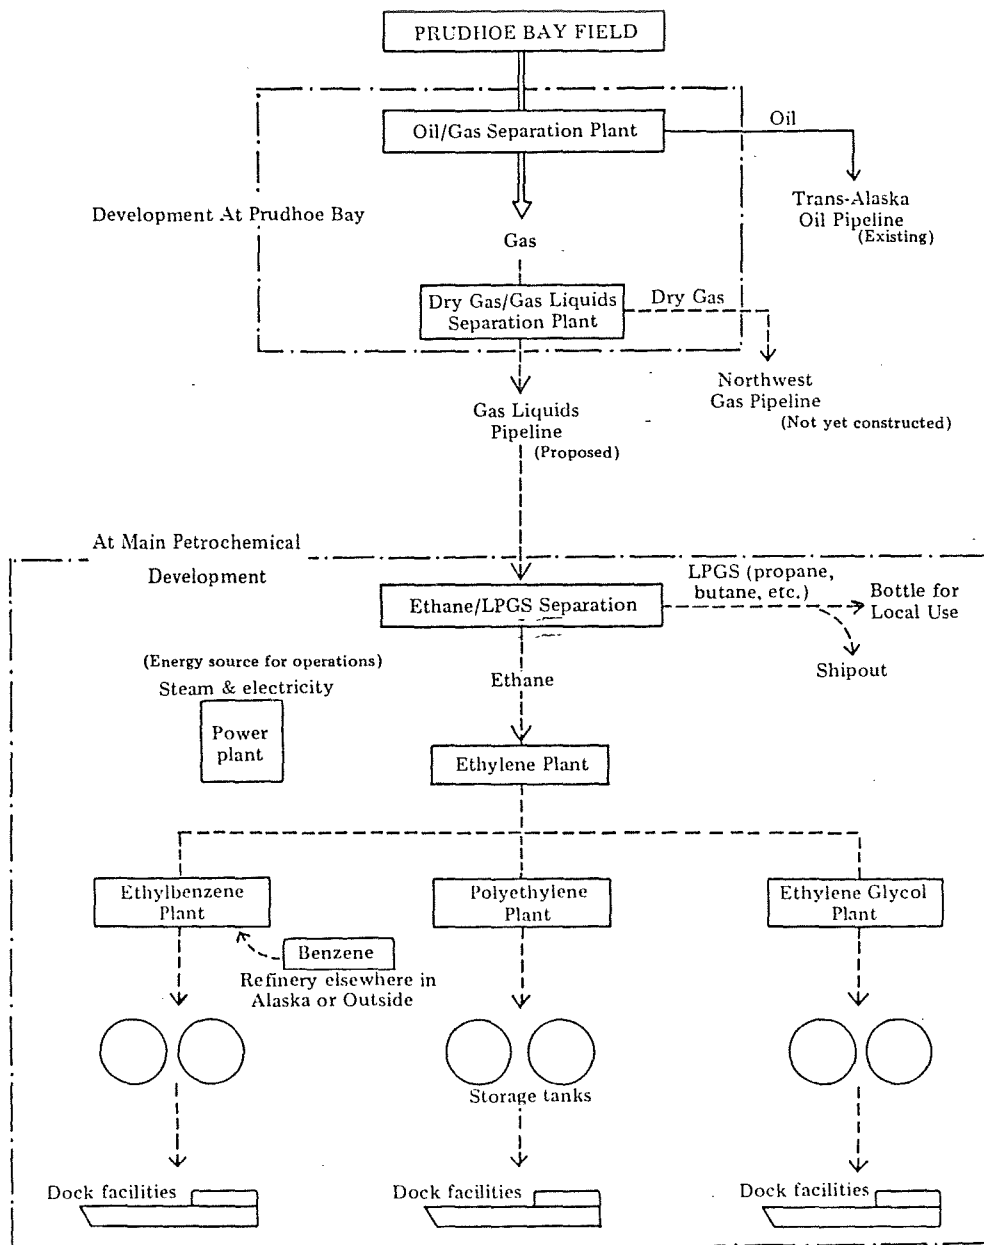 PRUDHOE BAY FIELD
Oil/Gas Separation Plant
Oil
Trans-Alaska
Oil Pipeline
(Existing)
Development At Prudhoe Bay
Gas
Dry Gas/Gas Liquids
Separation Plant
Dry Gas
Northwest
Gas Pipeline
(Not yet constructed)
Gas Liquids
Pipeline
(Proposed)
At Main Petrochemical
Development
Ethane/LPGS Separation
LPGS (propane,
butane, etc.)
Bottle for
Local Use
Shipout
(Energy source for operations)
Steam & electricity
Power
plant
Ethane
Ethylene Plant
Ethylbenzene
Plant
Polyethylene
Plant
Ethylene Glycol
Plant
Benzene
Refinery elsewhere in
Alaska or Outside
Storage tanks
Dock facilities
Dock facilities
Dock facilities